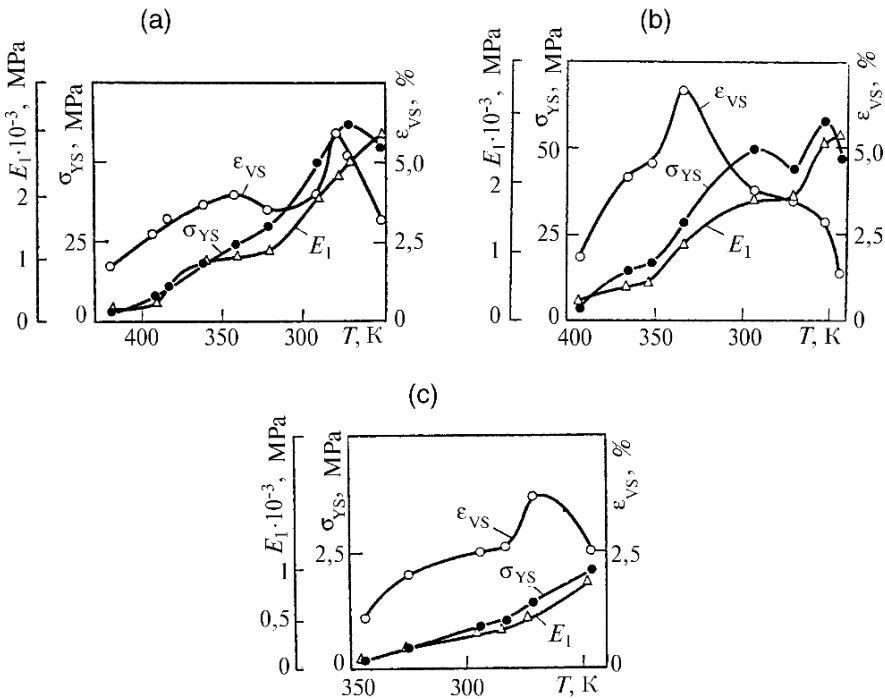 (a)
E₁·10⁻³, MPa
σYS, MPa
εVS, %
2
1
0
25
0
5,0
2,5
0
εVS
σYS
E₁
400
350
300
T, K
(b)
E₁·10⁻³, MPa
σYS, MPa
εVS, %
2
1
0
50
25
0
5,0
2,5
0
εVS
σYS
E₁
400
350
300
T, K
(c)
E₁·10⁻³, MPa
σYS, MPa
εVS, %
1
0,5
0
2,5
0
2,5
0
εVS
σYS
E₁
350
300
T, K